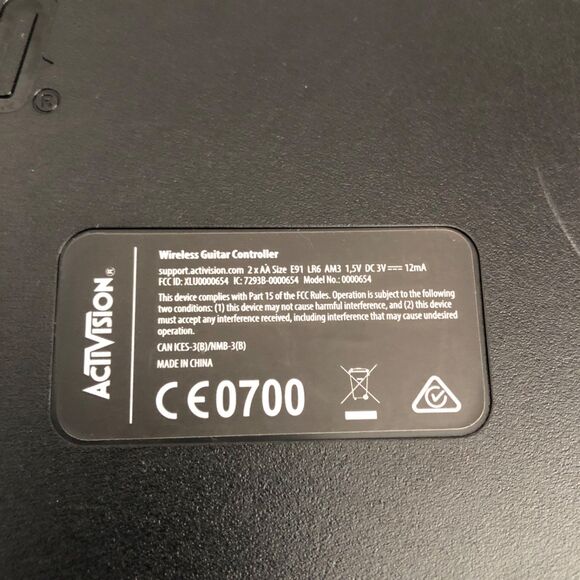 ®
ACTIVISION®
Wireless Guitar Controller
support.activision.com 2 x AA Size E91 LR6 AM3 1,5V DC 3V 12mA
FCC ID: XLU0000654 IC: 7293B-0000654 Model No.: 0000654
This device complies with Part 15 of the FCC Rules. Operation is subject to the following
two conditions: (1) this device may not cause harmful interference, and (2) this device
must accept any interference received, including interference that may cause undesired
operation.
CAN ICES-3(B)/NMB-3(B)
MADE IN CHINA
CE0700